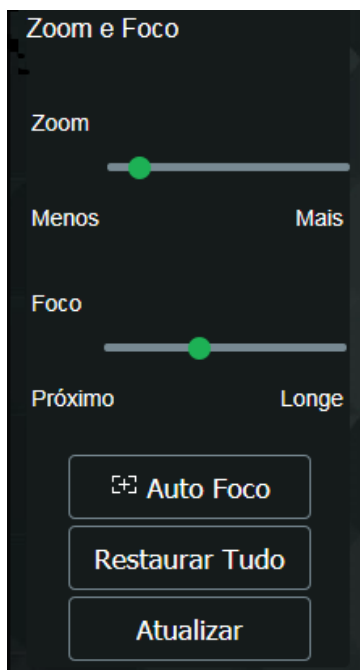 Zoom e Foco
Zoom
Menos Mais
Foco
Próximo Longe
Auto Foco
Restaurar Tudo
Atualizar